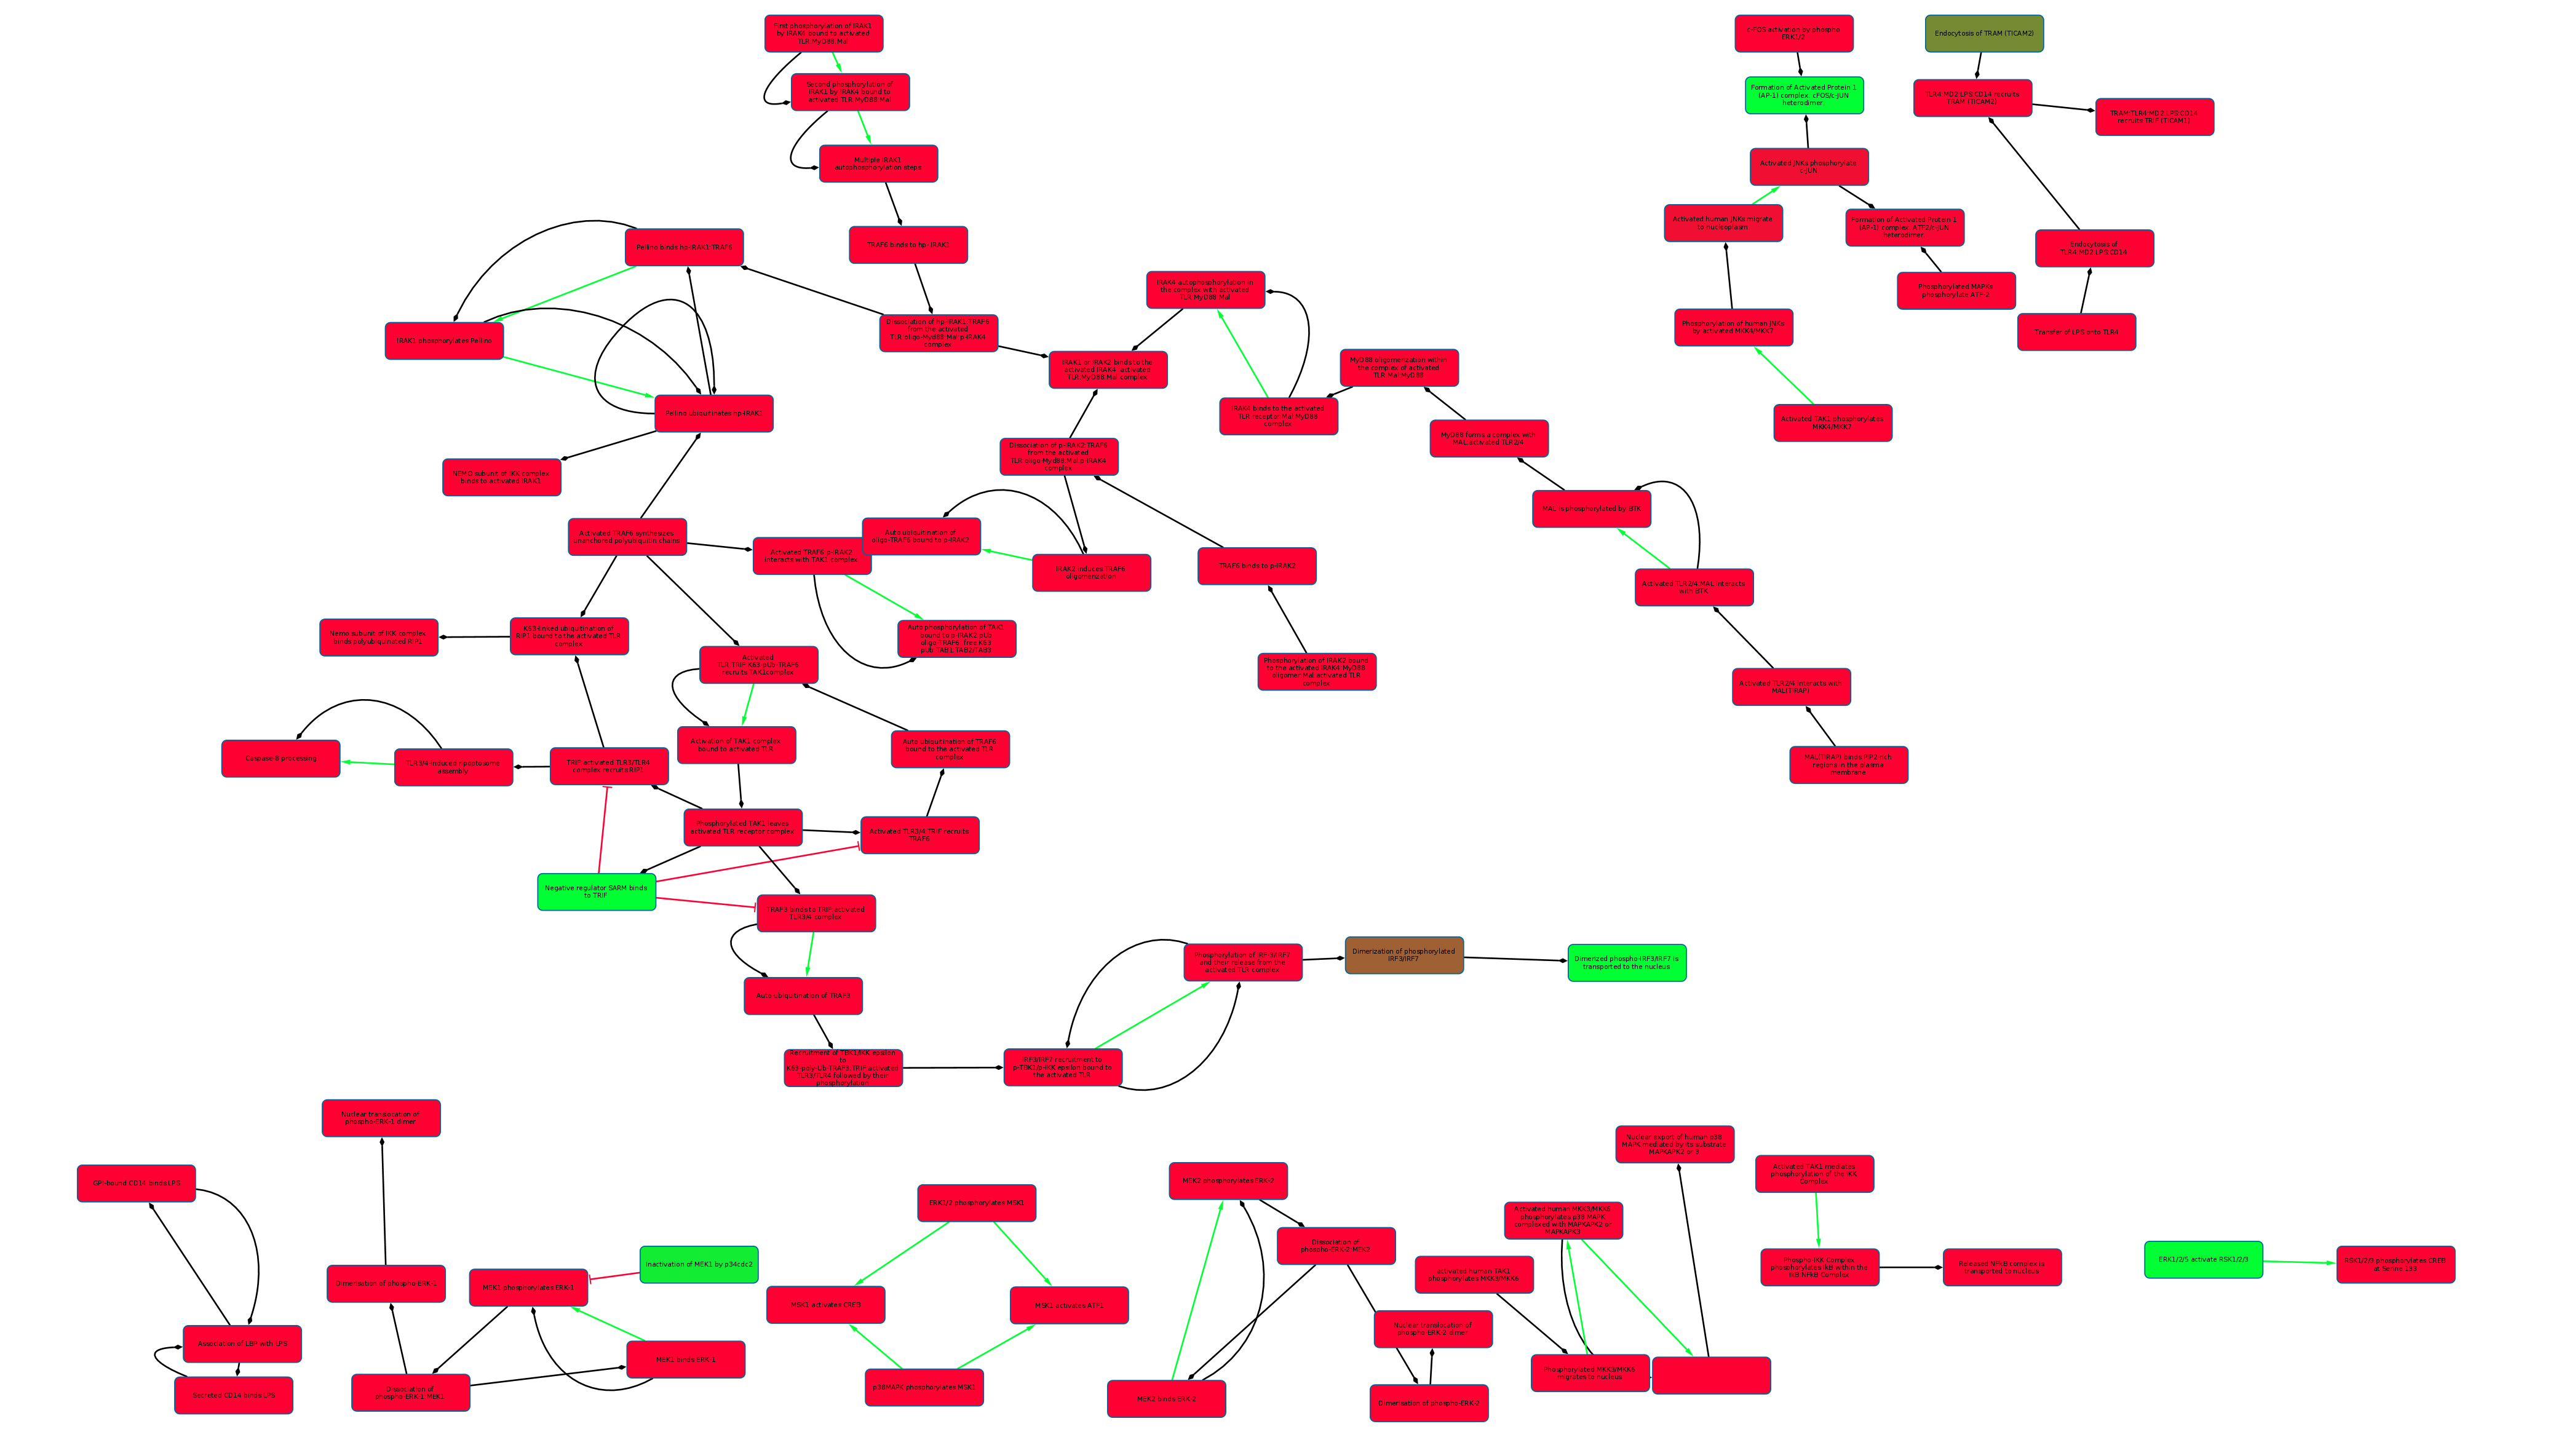 First phosphorylation of IRAK1
by IRAK4 bound to activated
TLR:MyD88:Mal
Second phosphorylation of
IRAK1 by IRAK4 bound to
activated TLR:MyD88:Mal
Multiple IRAK1
autophosphorylation steps
TRAF6 binds to hp- IRAK1
Pellino binds hp-IRAK1:TRAF6
IRAK1 phosphorylates Pellino
Dissociation of hp-IRAK1:TRAF6
from the activated
TLR:oligo-Myd88:Mal:p-IRAK4
complex
Pellino ubiquitinates hp-IRAK1
NEMO subunit of IKK complex
binds to activated IRAK1
IRAK4 autophosphorylation in
the complex with activated
TLR:MyD88:Mal
IRAK1 or IRAK2 binds to the
activated IRAK4 :activated
TLR:MyD88:Mal complex
MyD88 oligomerization within
the complex of activated
TLR:Mal:MyD88
IRAK4 binds to the activated
TLR receptor:Mal:MyD88
complex
Dissociation of p-IRAK2:TRAF6
from the activated
TLR:oligo-Myd88:Mal:p-IRAK4
complex
MyD88 forms a complex with
MAL:activated TLR2/4
MAL is phosphorylated by BTK
Activated TLR2/4:MAL interacts
with BTK
Activated TLR2/4 interacts with
MAL(TIRAP)
MAL(TIRAP) binds PIP2-rich
regions in the plasma
membrane
c-FOS activation by phospho
ERK1/2
Formation of Activated Protein 1
(AP-1) complex. cFOS/c-JUN
heterodimer.
Activated JNKs phosphorylate
c-JUN
Activated human JNKs migrate
to nucleoplasm
Formation of Activated Protein 1
(AP-1) complex. ATF2/c-JUN
heterodimer.
Phosphorylated MAPKs
phosphorylate ATF-2
Phosphorylation of human JNKs
by activated MKK4/MKK7
Activated TAK1 phosphorylates
MKK4/MKK7
Endocytosis of TRAM (TICAM2)
TLR4:MD2:LPS:CD14 recruits
TRAM (TICAM2)
TRAM:TLR4:MD2:LPS:CD14
recruits TRIF (TICAM1)
Endocytosis of
TLR4:MD2:LPS:CD14
Transfer of LPS onto TLR4
Activated TRAF6 synthesizes
unanchored polyubiquitin chains
Activated TRAF6:p-IRAK2
interacts with TAK1 complex
Auto ubiquitination of
oligo-TRAF6 bound to p-IRAK2
IRAK2 induces TRAF6
oligomerization
TRAF6 binds to p-IRAK2
Phosphorylation of IRAK2 bound
to the activated IRAK4:MyD88
oligomer:Mal:activated TLR
complex
Auto phosphorylation of TAK1
bound to p-IRAK2:pUb
oligo-TRAF6: free K63
pUb:TAB1:TAB2/TAB3
Nemo subunit of IKK complex
binds polyubiquinated RIP1
K63-linked ubiquitination of
RIP1 bound to the activated TLR
complex
Activated
TLR:TRIF:K63-pUb-TRAF6
recruits TAK1complex
Activation of TAK1 complex
bound to activated TLR
Auto ubiquitination of TRAF6
bound to the activated TLR
complex
Caspase-8 processing
TLR3/4-induced ripoptosome
assembly
TRIF:activated TLR3/TLR4
complex recruits RIP1
Phosphorylated TAK1 leaves
activated TLR receptor complex
Activated TLR3/4:TRIF recruits
TRAF6
Negative regulator SARM binds
to TRIF
TRAF3 binds to TRIF:activated
TLR3/4 complex
Auto-ubiquitination of TRAF3
Recruitment of TBK1/IKK epsilon
to
K63-poly-Ub-TRAF3:TRIF:activated
TLR3/TLR4 followed by their
phosphorylation
IRF3/IRF7 recruitment to
p-TBK1/p-IKK epsilon bound to
the activated TLR
Phosphorylation of IRF-3/IRF7
and their release from the
activated TLR complex
Dimerization of phosphorylated
IRF3/IRF7
Dimerized phospho-IRF3/IRF7 is
transported to the nucleus
GPI-bound CD14 binds LPS
Association of LBP with LPS
Secreted CD14 binds LPS
Nuclear translocation of
phospho-ERK-1 dimer
Dimerisation of phospho-ERK-1
Dissociation of
phospho-ERK-1:MEK1
MEK1 phosphorylates ERK-1
MEK1 binds ERK-1
Inactivation of MEK1 by p34cdc2
ERK1/2 phosphorylates MSK1
MSK1 activates CREB
MSK1 activates ATF1
p38MAPK phosphorylates MSK1
MEK2 phosphorylates ERK-2
Dissociation of
phospho-ERK-2:MEK2
MEK2 binds ERK-2
Nuclear translocation of
phospho-ERK-2 dimer
Dimerisation of phospho-ERK-2
activated human TAK1
phosphorylates MKK3/MKK6
Activated human MKK3/MKK6
phosphorylates p38 MAPK
complexed with MAPKAPK2 or
MAPKAPK3
Phosphorylated MKK3/MKK6
migrates to nucleus
Nuclear export of human p38
MAPK mediated by its substrate
MAPKAPK2 or 3
Activated TAK1 mediates
phosphorylation of the IKK
Complex
Phospho-IKK Complex
phosphorylates IkB within the
IkB:NFkB Complex
Released NFkB complex is
transported to nucleus
ERK1/2/5 activate RSK1/2/3
RSK1/2/3 phosphorylates CREB
at Serine 133